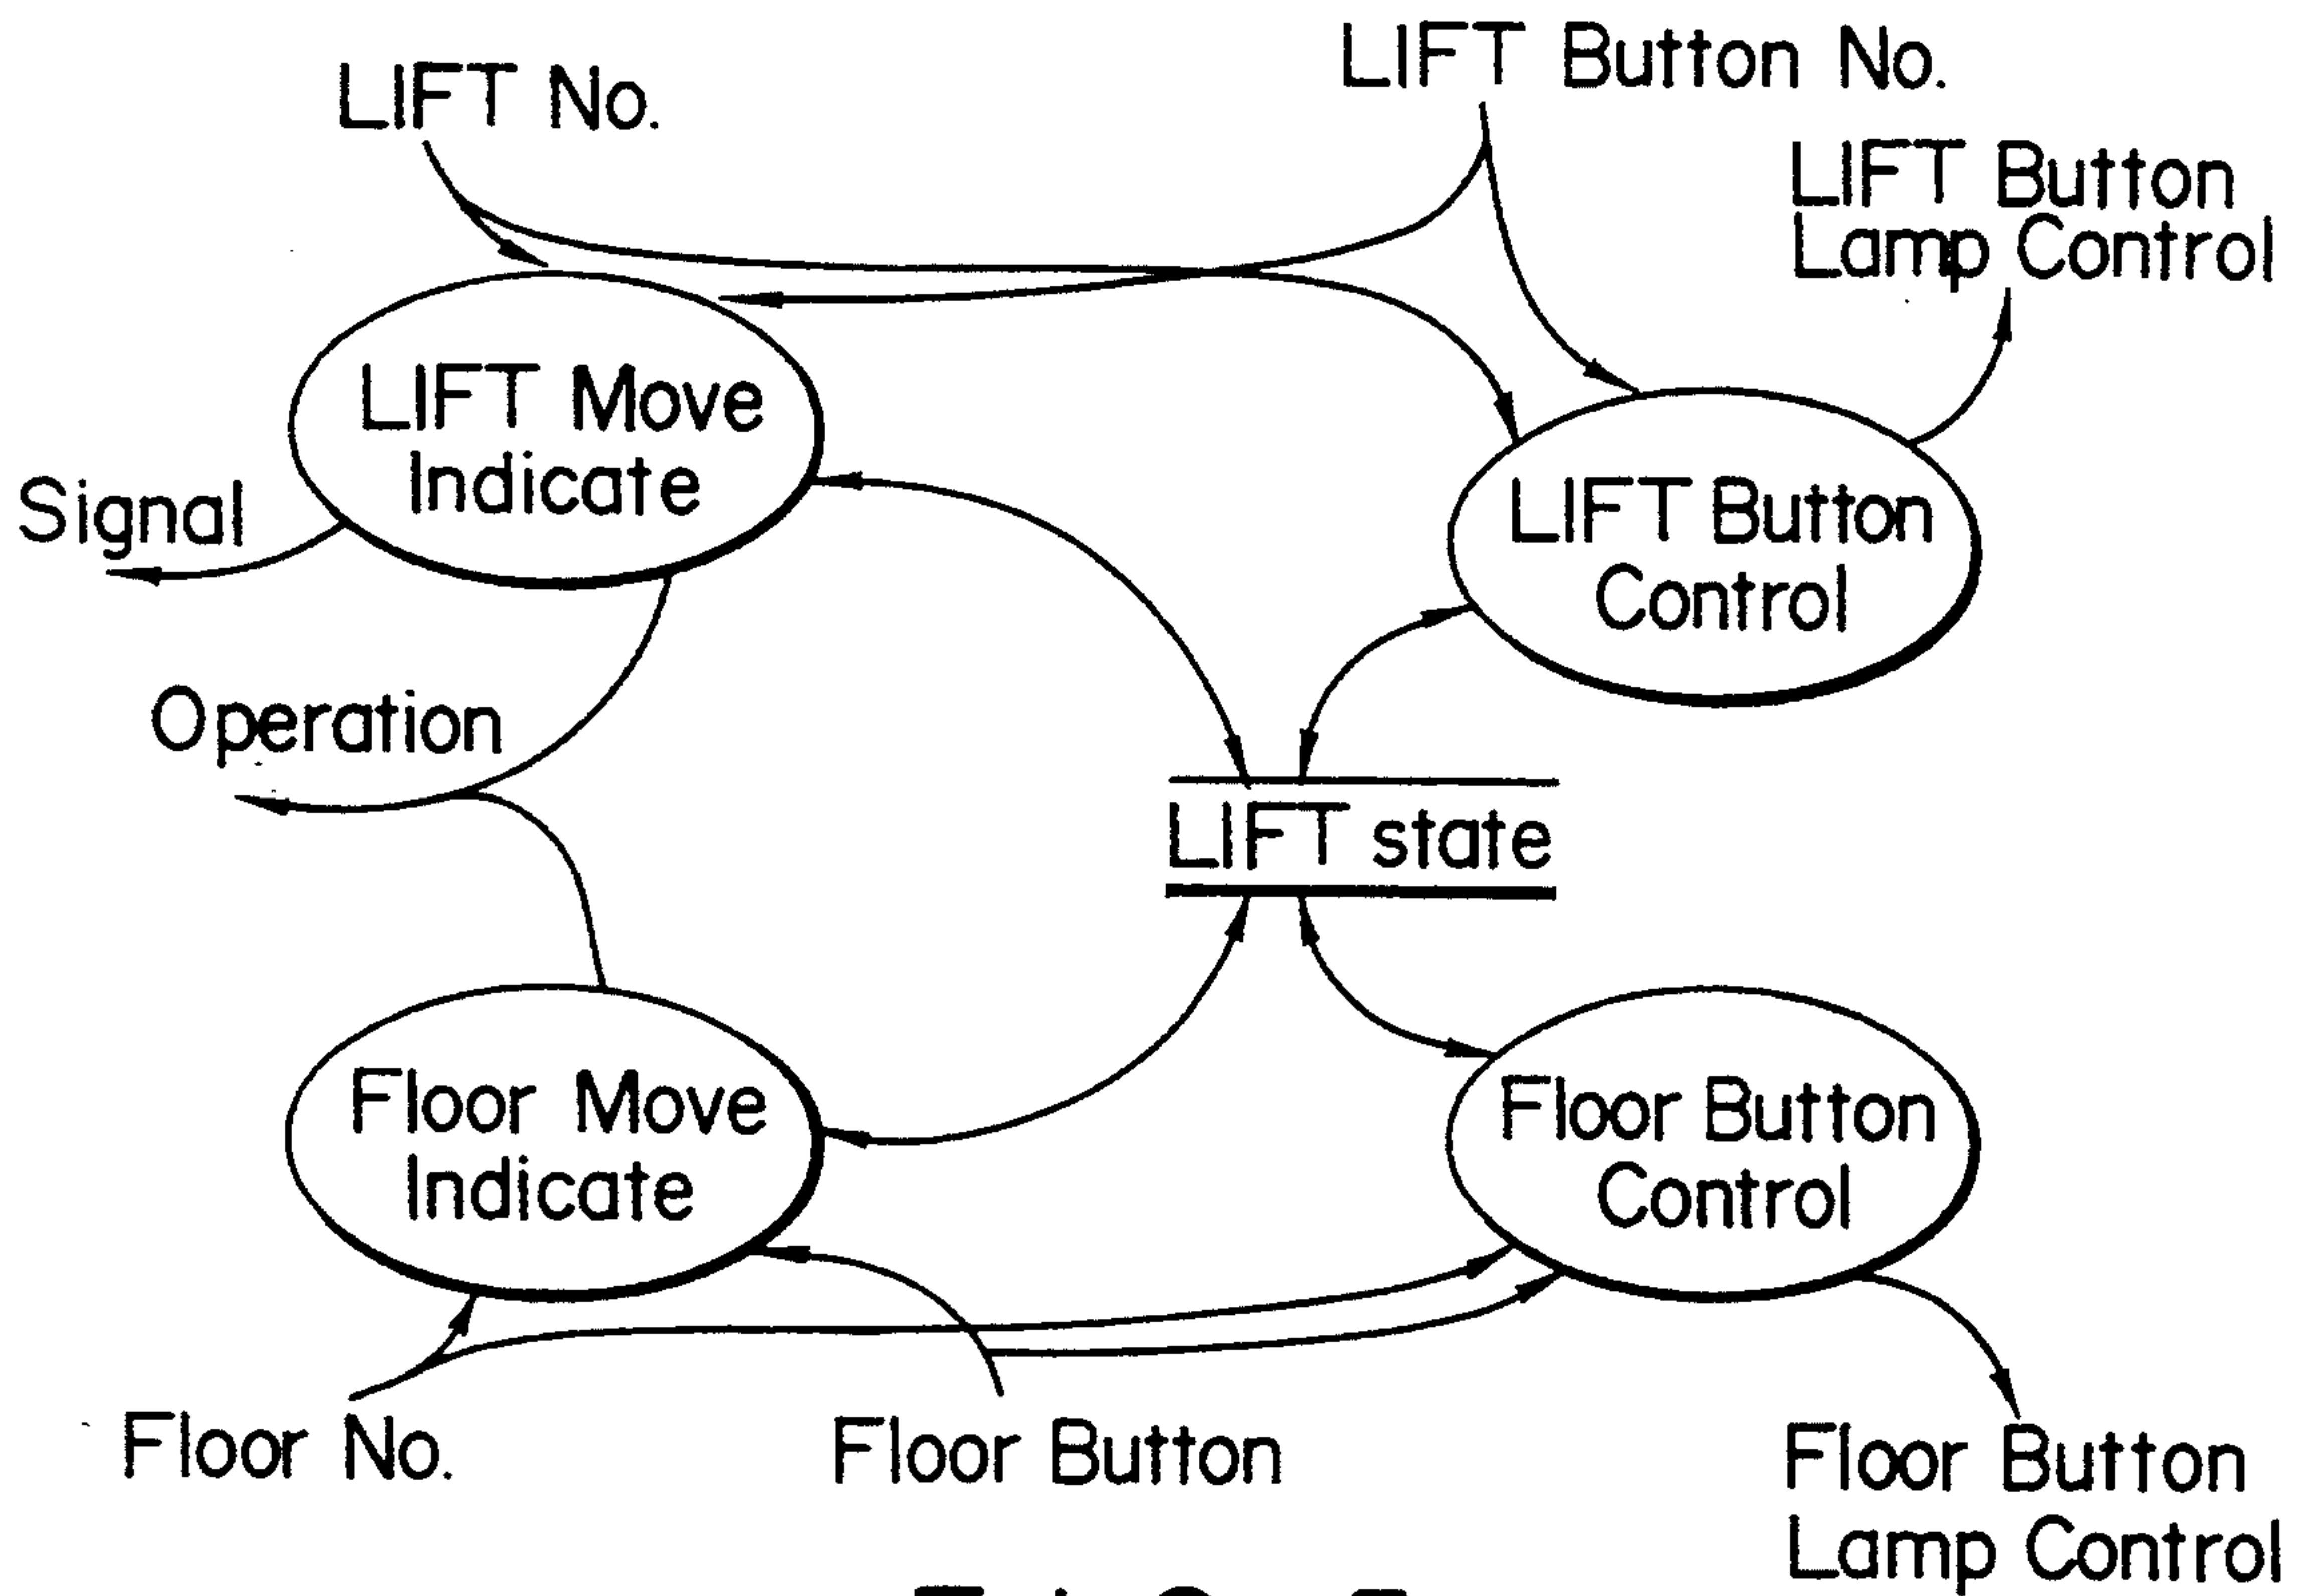 LIFT No.
LIFT Button No.
LIFT Button
Lamp Control
LIFT Move
Indicate
Signal
LIFT Button
Control
Operation
LIFT state
Floor Move
Indicate
Floor Button
Control
Floor No.
Floor Button
Floor Button
Lamp Control